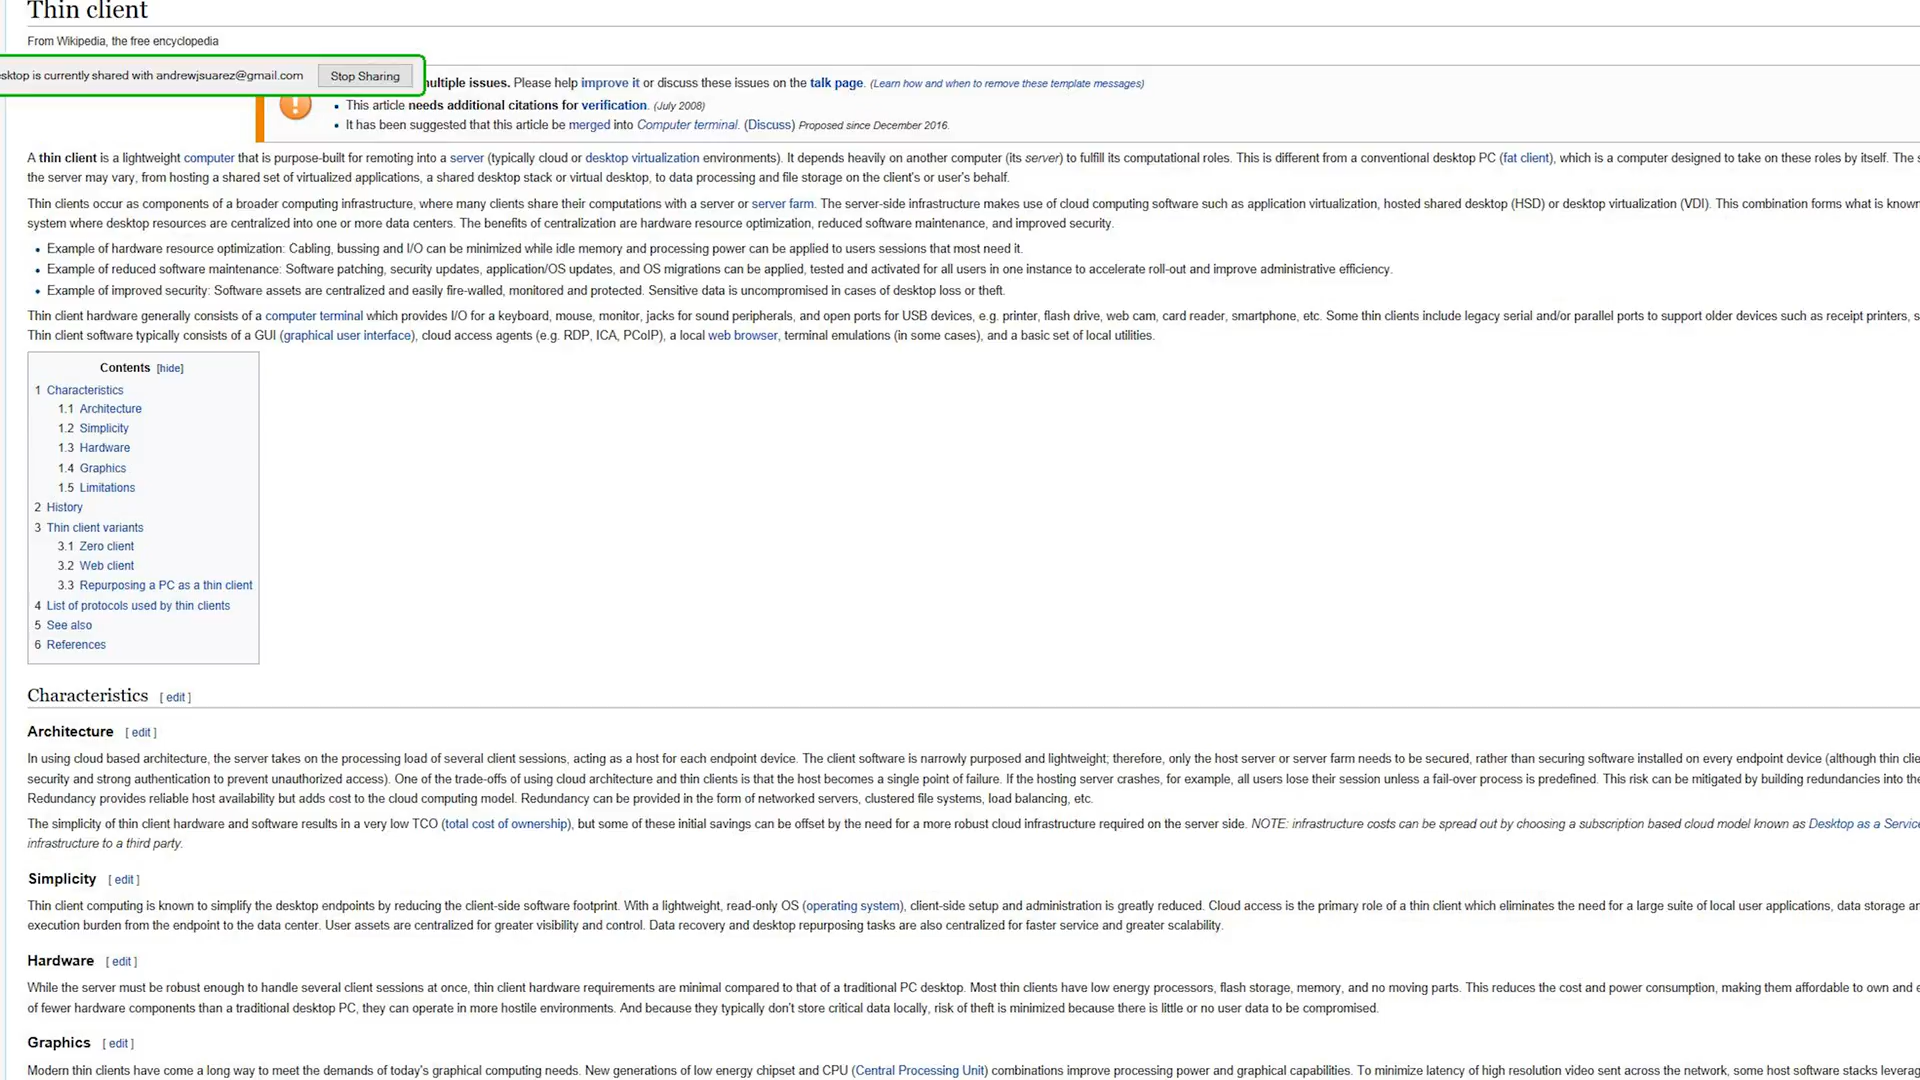 Thin client
From Wikipedia, the free encyclopedia
sktop is currently shared with andrewjsuarez@gmail.com Stop Sharing
multiple issues. Please help improve it or discuss these issues on the talk page. (Learn how and when to remove these template messages)
• This article needs additional citations for verification. (July 2008)
• It has been suggested that this article be merged into Computer terminal. (Discuss) Proposed since December 2016.
A thin client is a lightweight computer that is purpose-built for remoting into a server (typically cloud or desktop virtualization environments). It depends heavily on another computer (its server) to fulfill its computational roles. This is different from a conventional desktop PC (fat client), which is a computer designed to take on these roles by itself. The
the server may vary, from hosting a shared set of virtualized applications, a shared desktop stack or virtual desktop, to data processing and file storage on the client's or user's behalf.
Thin clients occur as components of a broader computing infrastructure, where many clients share their computations with a server or server farm. The server-side infrastructure makes use of cloud computing software such as application virtualization, hosted shared desktop (HSD) or desktop virtualization (VDI). This combination forms what is known
system where desktop resources are centralized into one or more data centers. The benefits of centralization are hardware resource optimization, reduced software maintenance, and improved security.
• Example of hardware resource optimization: Cabling, bussing and I/O can be minimized while idle memory and processing power can be applied to users sessions that most need it.
• Example of reduced software maintenance: Software patching, security updates, application/OS updates, and OS migrations can be applied, tested and activated for all users in one instance to accelerate roll-out and improve administrative efficiency.
• Example of improved security: Software assets are centralized and easily fire-walled, monitored and protected. Sensitive data is uncompromised in cases of desktop loss or theft.
Thin client hardware generally consists of a computer terminal which provides I/O for a keyboard, mouse, monitor, jacks for sound peripherals, and open ports for USB devices, e.g. printer, flash drive, web cam, card reader, smartphone, etc. Some thin clients include legacy serial and/or parallel ports to support older devices such as receipt printers,
Thin client software typically consists of a GUI (graphical user interface), cloud access agents (e.g. RDP, ICA, PCoIP), a local web browser, terminal emulations (in some cases), and a basic set of local utilities.
Contents [hide]
1 Characteristics
1.1 Architecture
1.2 Simplicity
1.3 Hardware
1.4 Graphics
1.5 Limitations
2 History
3 Thin client variants
3.1 Zero client
3.2 Web client
3.3 Repurposing a PC as a thin client
4 List of protocols used by thin clients
5 See also
6 References
Characteristics [ edit ]
Architecture [ edit ]
In using cloud based architecture, the server takes on the processing load of several client sessions, acting as a host for each endpoint device. The client software is narrowly purposed and lightweight; therefore, only the host server or server farm needs to be secured, rather than securing software installed on every endpoint device (although thin
security and strong authentication to prevent unauthorized access). One of the trade-offs of using cloud architecture and thin clients is that the host becomes a single point of failure. If the hosting server crashes, for example, all users lose their session unless a fail-over process is predefined. This risk can be mitigated by building redundancies into
Redundancy provides reliable host availability but adds cost to the cloud computing model. Redundancy can be provided in the form of networked servers, clustered file systems, load balancing, etc.
The simplicity of thin client hardware and software results in a very low TCO (total cost of ownership), but some of these initial savings can be offset by the need for a more robust cloud infrastructure required on the server side. NOTE: infrastructure costs can be spread out by choosing a subscription based cloud model known as Desktop as a Service
infrastructure to a third party.
Simplicity [ edit ]
Thin client computing is known to simplify the desktop endpoints by reducing the client-side software footprint. With a lightweight, read-only OS (operating system), client-side setup and administration is greatly reduced. Cloud access is the primary role of a thin client which eliminates the need for a large suite of local user applications, data storage
execution burden from the endpoint to the data center. User assets are centralized for greater visibility and control. Data recovery and desktop repurposing tasks are also centralized for faster service and greater scalability.
Hardware [ edit ]
While the server must be robust enough to handle several client sessions at once, thin client hardware requirements are minimal compared to that of a traditional PC desktop. Most thin clients have low energy processors, flash storage, memory, and no moving parts. This reduces the cost and power consumption, making them affordable to own and
of fewer hardware components than a traditional desktop PC, they can operate in more hostile environments. And because they typically don't store critical data locally, risk of theft is minimized because there is little or no user data to be compromised.
Graphics [ edit ]
Modern thin clients have come a long way to meet the demands of today's graphical computing needs. New generations of low energy chipset and CPU (Central Processing Unit) combinations improve processing power and graphical capabilities. To minimize latency of high resolution video sent across the network, some host software stacks